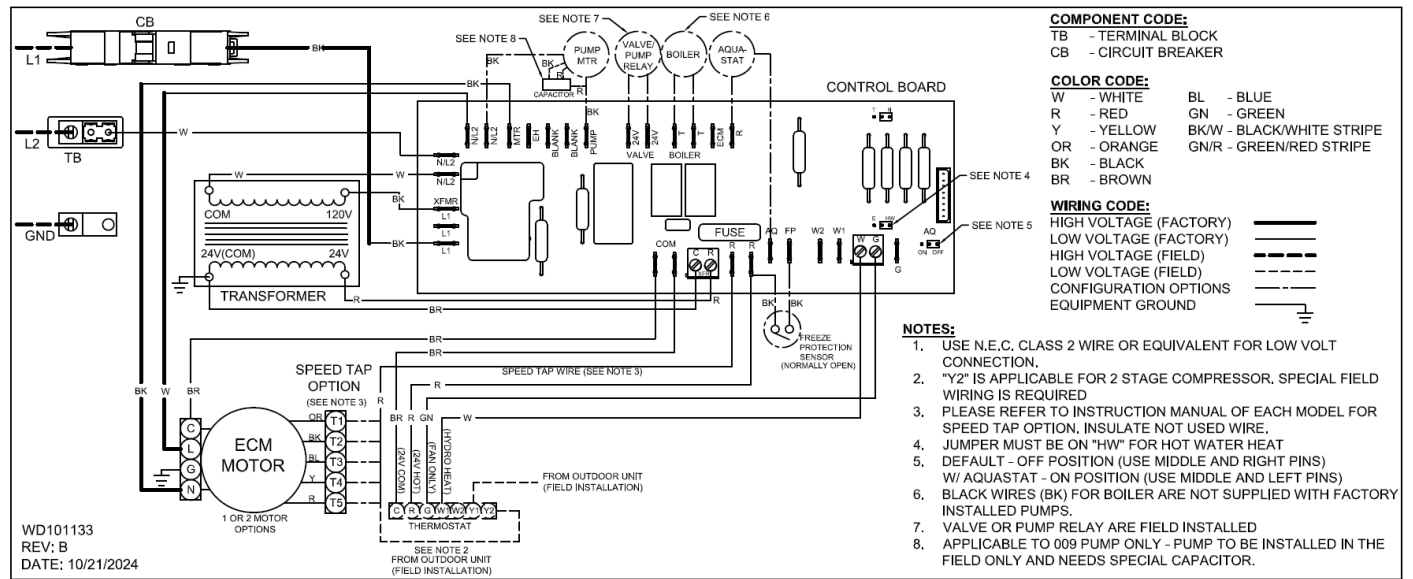 CB
L1
BK
L2
TB
W
GND
COM
120V
24V(COM)
24V
TRANSFORMER
SEE NOTE 7
SEE NOTE 6
SEE NOTE 8
PUMP
MTR
VALVE/
PUMP
RELAY
BOILER
AQUA-
STAT
BK
BK
R
R
CAPACITOR
BK
BK
W
CONTROL BOARD
N/L2
N/L2
MTR
EH
BLANK
BLANK
PUMP
24V
24V
T
T
ECM
R
VALVE
BOILER
T H
N/L2
N/L2
XFMR
L1
L1
L1
W
W
BK
BK
SEE NOTE 4
E HW
SEE NOTE 5
AQ
ON OFF
FUSE
COM
C R
XFR
R
R
AQ
FP
W2
W1
W G
G
R
R
BR
BK
BK
FREEZE
PROTECTION
SENSOR
(NORMALLY OPEN)
BR
BR
SPEED TAP WIRE (SEE NOTE 3)
R
W
BK
W
BR
SPEED TAP
OPTION
(SEE NOTE 3)
R
BR
R
GN
(24V COM)
(24V HOT)
(FAN ONLY)
(HYDRO HEAT)
C
L
G
N
ECM
MOTOR
OR
BK
BL
Y
R
T1
T2
T3
T4
T5
1 OR 2 MOTOR
OPTIONS
FROM OUTDOOR UNIT
(FIELD INSTALLATION)
C R G W1 W2 Y1 Y2
THERMOSTAT
SEE NOTE 2
FROM OUTDOOR UNIT
(FIELD INSTALLATION)
WD101133
REV: B
DATE: 10/21/2024
COMPONENT CODE:
TB - TERMINAL BLOCK
CB - CIRCUIT BREAKER
COLOR CODE:
W - WHITE BL - BLUE
R - RED GN - GREEN
Y - YELLOW BK/W - BLACK/WHITE STRIPE
OR - ORANGE GN/R - GREEN/RED STRIPE
BK - BLACK
BR - BROWN
WIRING CODE:
HIGH VOLTAGE (FACTORY)
LOW VOLTAGE (FACTORY)
HIGH VOLTAGE (FIELD)
LOW VOLTAGE (FIELD)
CONFIGURATION OPTIONS
EQUIPMENT GROUND
NOTES:
1. USE N.E.C. CLASS 2 WIRE OR EQUIVALENT FOR LOW VOLT
CONNECTION.
2. "Y2" IS APPLICABLE FOR 2 STAGE COMPRESSOR. SPECIAL FIELD
WIRING IS REQUIRED
3. PLEASE REFER TO INSTRUCTION MANUAL OF EACH MODEL FOR
SPEED TAP OPTION. INSULATE NOT USED WIRE.
4. JUMPER MUST BE ON "HW" FOR HOT WATER HEAT
5. DEFAULT - OFF POSITION (USE MIDDLE AND RIGHT PINS)
W/ AQUASTAT - ON POSITION (USE MIDDLE AND LEFT PINS)
6. BLACK WIRES (BK) FOR BOILER ARE NOT SUPPLIED WITH FACTORY
INSTALLED PUMPS.
7. VALVE OR PUMP RELAY ARE FIELD INSTALLED
8. APPLICABLE TO 009 PUMP ONLY - PUMP TO BE INSTALLED IN THE
FIELD ONLY AND NEEDS SPECIAL CAPACITOR.